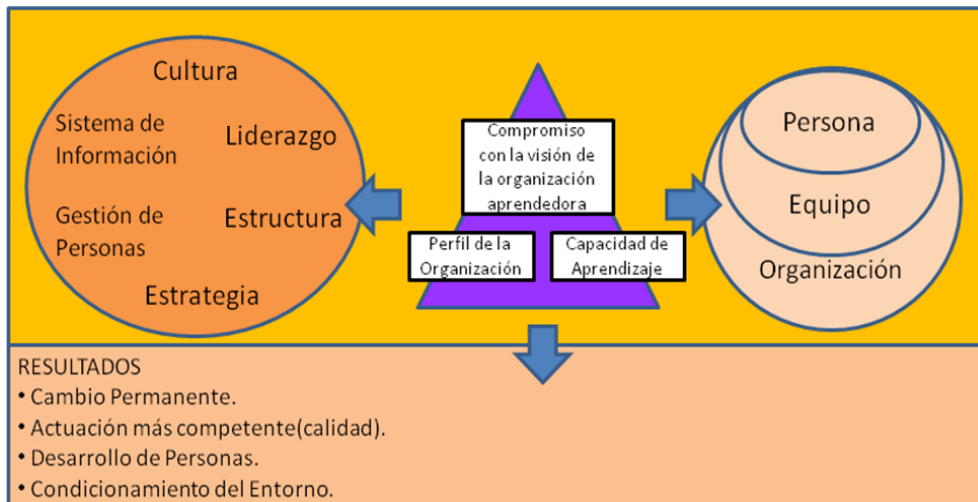 Cultura
Sistema de
Información
Liderazgo
Gestión de
Personas
Estructura
Estrategia
Compromiso
con la visión de
la organización
aprendedora
Perfil de la
Organización
Capacidad de
Aprendizaje
Persona
Equipo
Organización
RESULTADOS
• Cambio Permanente.
• Actuación más competente(calidad).
• Desarrollo de Personas.
• Condicionamiento del Entorno.